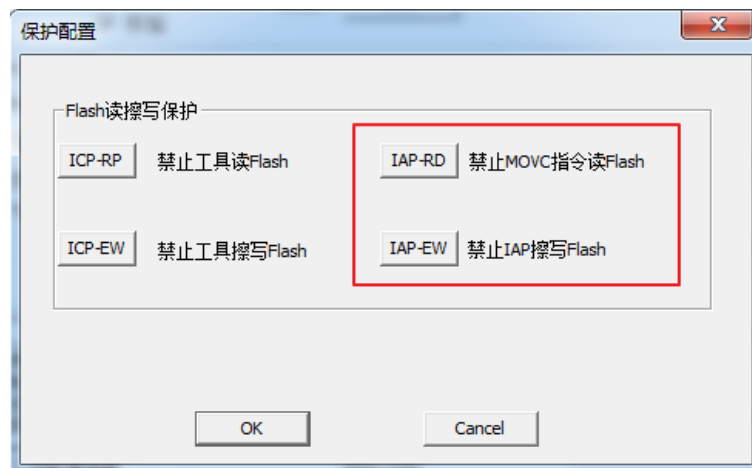 保护配置
Flash读擦写保护
ICP-RP 禁止工具读Flash IAP-RD 禁止MOVC指令读Flash
ICP-EW 禁止工具擦写Flash IAP-EW 禁止IAP擦写Flash
OK Cancel